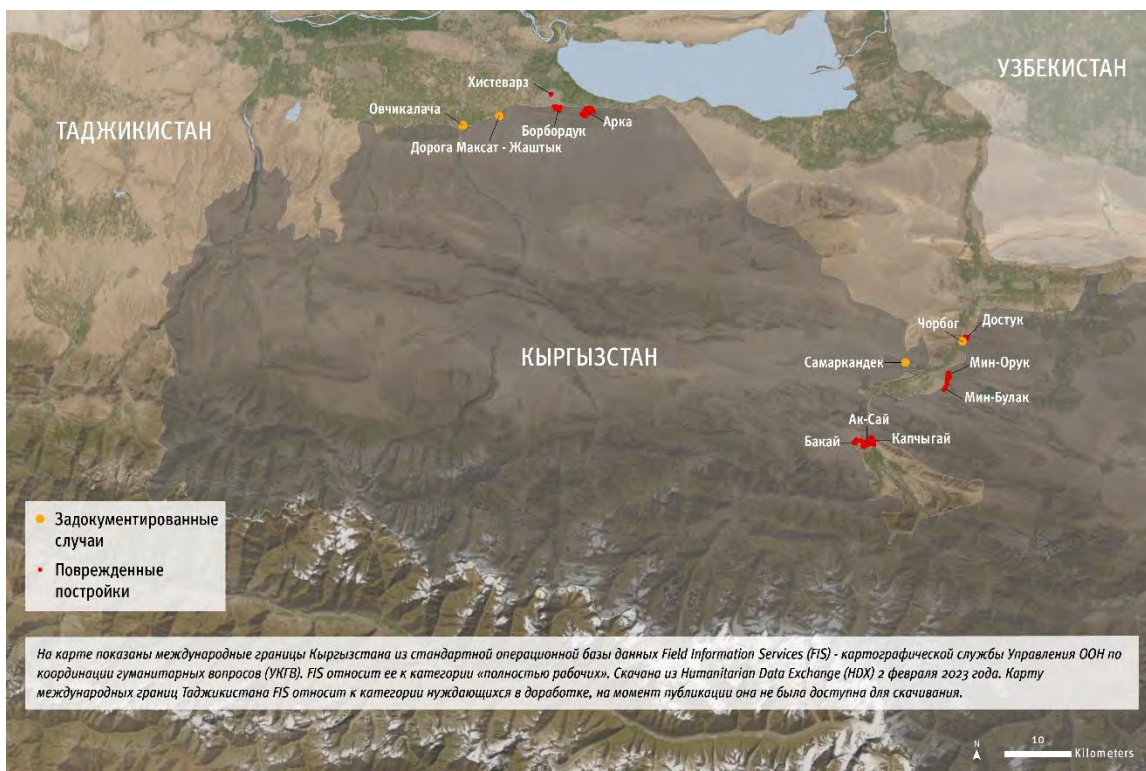 УЗБЕКИСТАН
Хистеварз
ТАДЖИКИСТАН
Овчикалача
Борбордук
Арка
Дорога Максат - Жаштык
Чорбог
Достук
КЫРГЫЗСТАН
Самаркандек
Мин-Орук
Мин-Булак
Ак-Сай
Бакай
Капчыгай
Задокументированные
случаи
Поврежденные
постройки
На карте показаны международные границы Кыргызстана из стандартной операционной базы данных Field Information Services (FIS) - картографической службы Управления ООН по
координации гуманитарных вопросов (УКГВ). FIS относит ее к категории «полностью рабочих». Скачана из Humanitarian Data Exchange (HDX) 2 февраля 2023 года. Карту
международных границ Таджикистана FIS относит к категории нуждающихся в доработке, на момент публикации она не была доступна для скачивания.
N
10
Kilometers